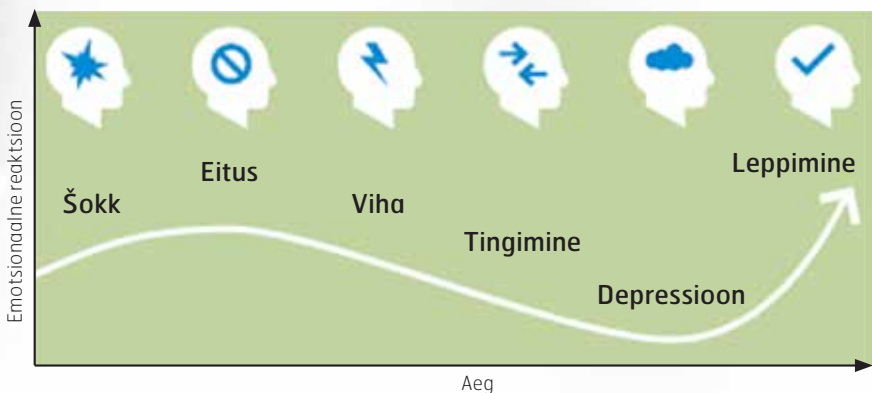 Emotsionaalne reaktsioon
Šokk
Eitus
Viha
Tingimine
Depressioon
Leppimine
Aeg